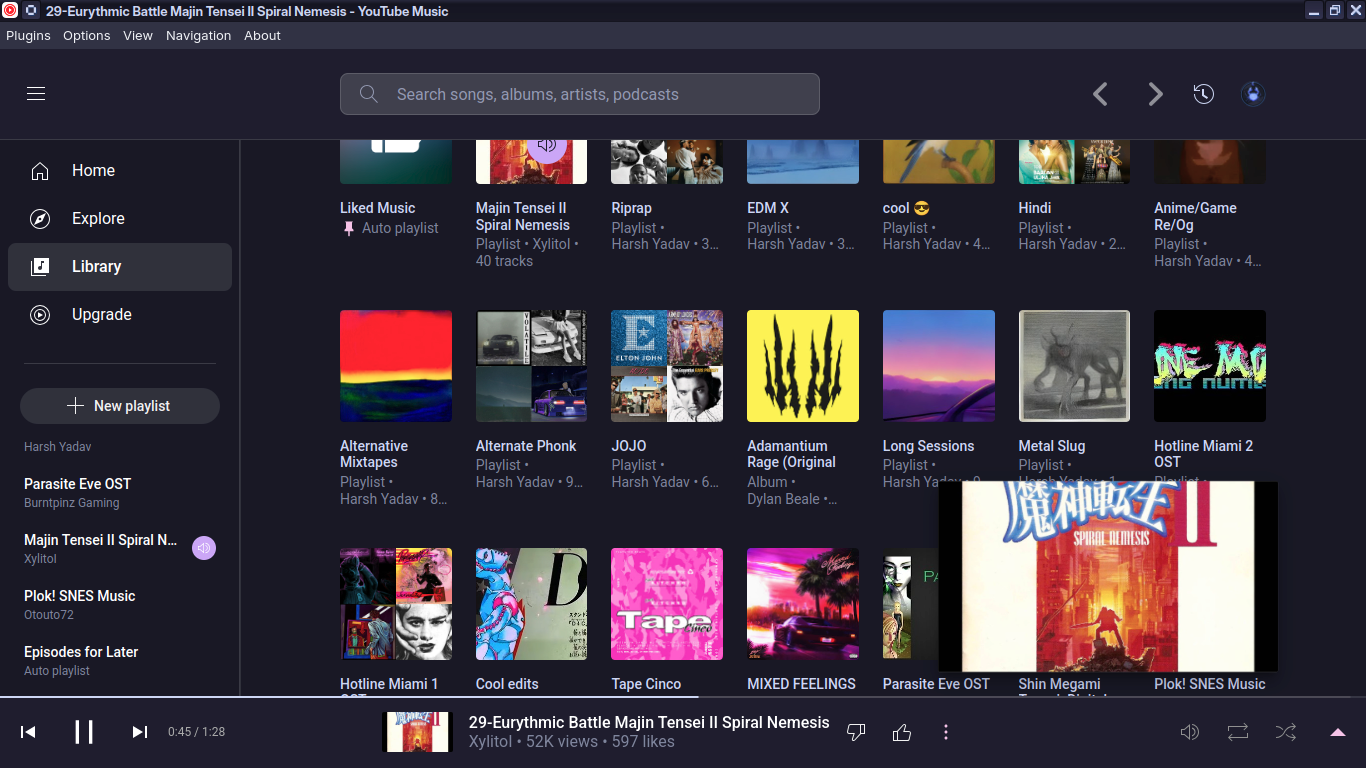 29-Eurythmic Battle Majin Tensei II Spiral Nemesis - YouTube Music
Plugins Options View Navigation About
Search songs, albums, artists, podcasts
Home
Explore
Library
Upgrade
New playlist
Harsh Yadav
Parasite Eve OST
Burntpinz Gaming
Majin Tensei II Spiral N...
Xylitol
Plok! SNES Music
Otouto72
Episodes for Later
Auto playlist
Liked Music
Auto playlist
Majin Tensei II
Spiral Nemesis
Playlist • Xylitol •
40 tracks
Riprap
Playlist •
Harsh Yadav • 3...
EDM X
Playlist •
Harsh Yadav • 3...
cool 😎
Playlist •
Harsh Yadav • 4...
Hindi
Playlist •
Harsh Yadav • 2...
Anime/Game
Re/Og
Playlist •
Harsh Yadav • 4...
Alternative
Mixtapes
Playlist •
Harsh Yadav • 8...
Alternate Phonk
Playlist •
Harsh Yadav • 9...
ELTON JOHN
JOJO
Playlist •
Harsh Yadav • 6...
Adamantium
Rage (Original
Album •
Dylan Beale •...
Long Sessions
Playlist •
Harsh Yadav
Metal Slug
Playlist •
Harsh Yadav • 1
Hotline Miami 2
OST
Playlist •
魔神転生 II
SPIRAL NEMESIS
Hotline Miami 1
OST
D
Cool edits
Tape
Cinco
Tape Cinco
MIXED FEELINGS
PA
Parasite Eve OST
Shin Megami
Plok! SNES Music
0:45 / 1:28
29-Eurythmic Battle Majin Tensei II Spiral Nemesis
Xylitol • 52K views • 597 likes